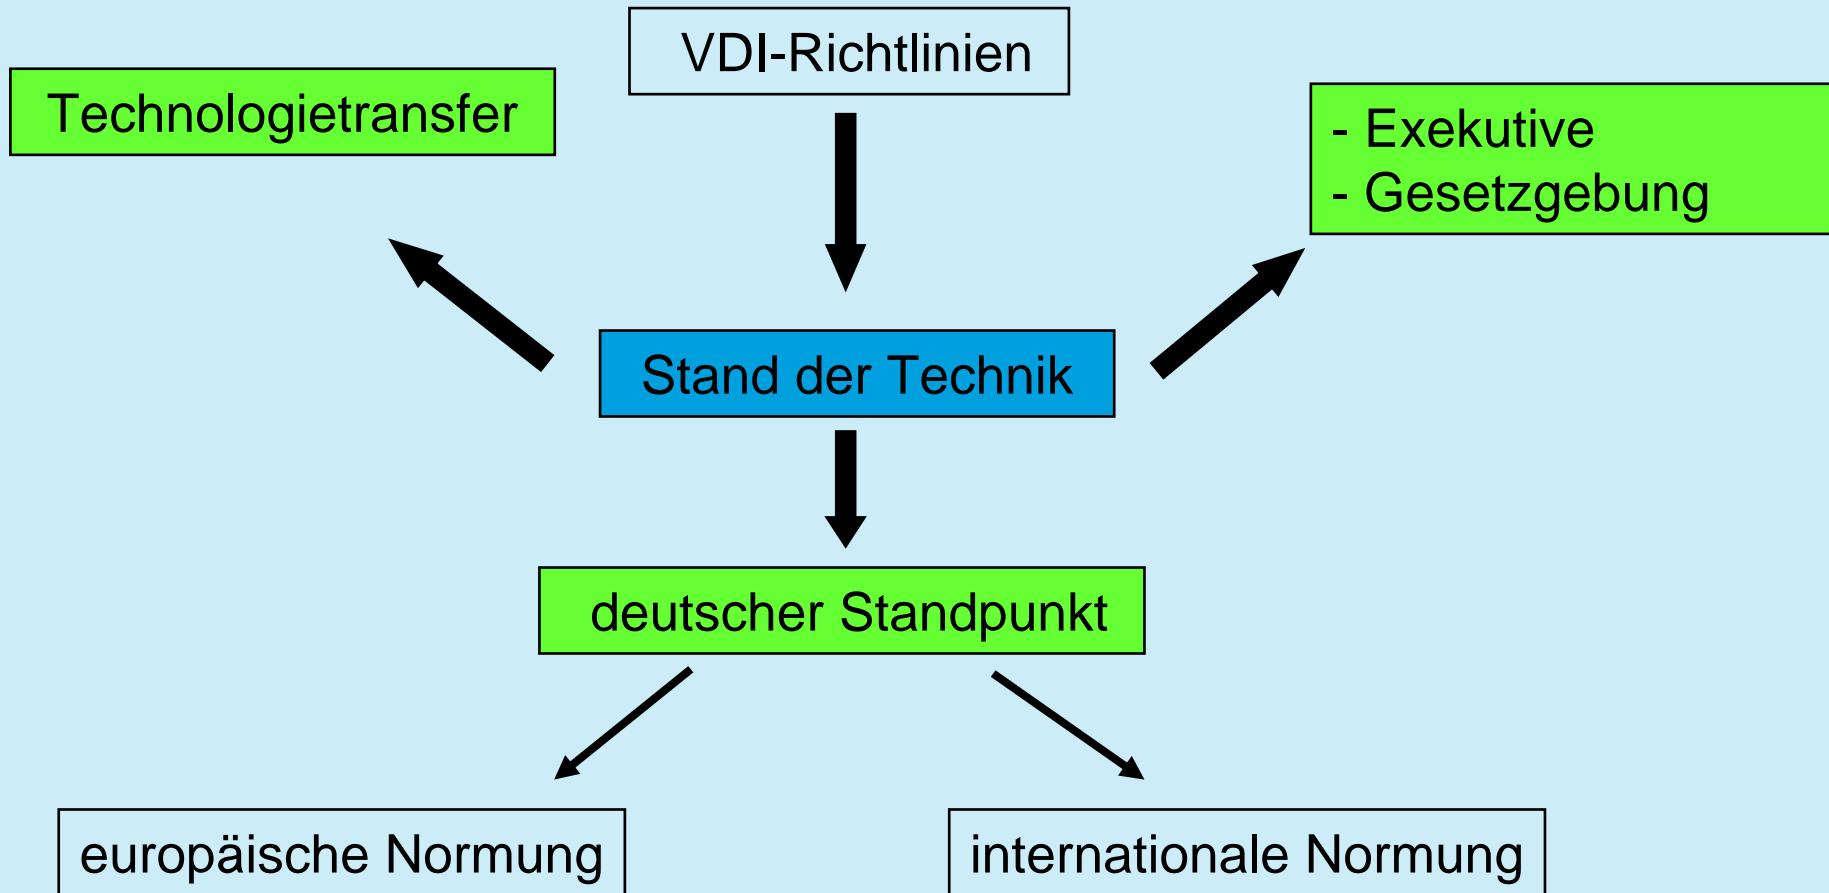 VDI-Richtlinien
Technologietransfer
- Exekutive
- Gesetzgebung
Stand der Technik
deutscher Standpunkt
europäische Normung
internationale Normung